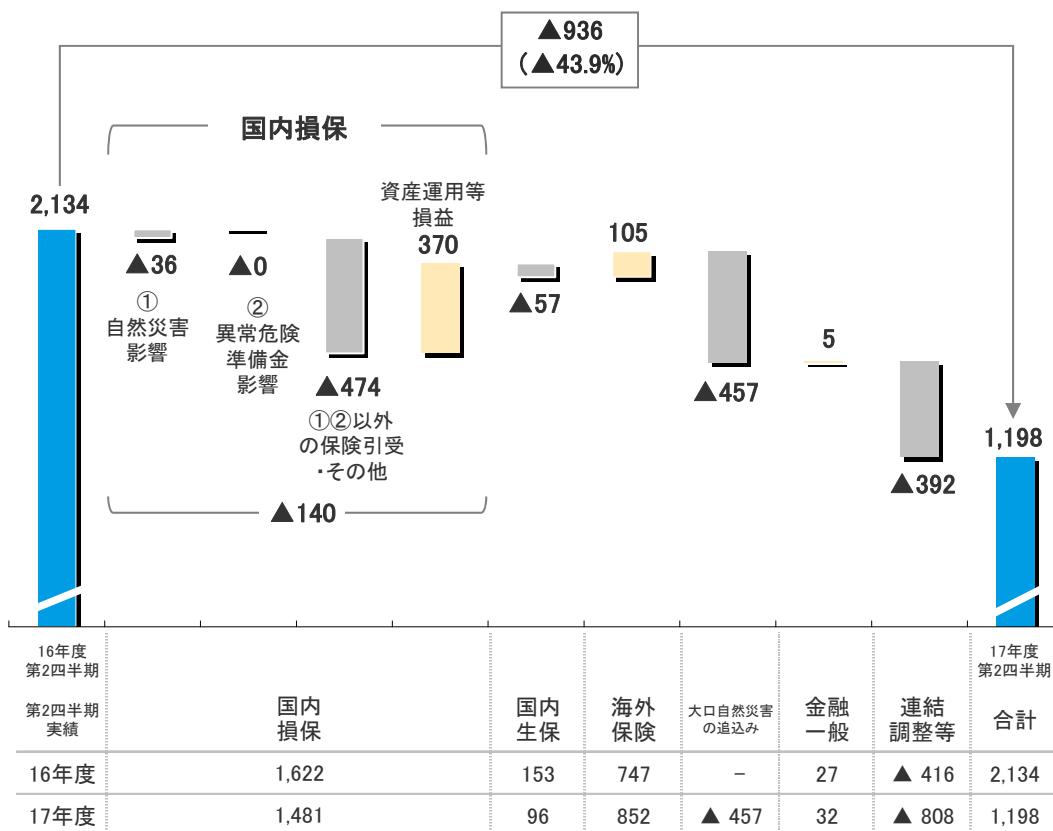 ▲936
(▲43.9%)
国内損保
2,134
▲36
①
自然災害
影響
▲0
②
異常危険
準備金
影響
▲474
①②以外
の保険引受
・その他
資産運用等
損益
370
▲140
▲57
105
▲457
5
▲392
1,198
16年度
第2四半期
17年度
第2四半期
第2四半期
実績
国内
損保
国内
生保
海外
保険
大口自然災害
の追込み
金融
一般
連結
調整等
合計
16年度 1,622 153 747 － 27 ▲ 416 2,134
17年度 1,481 96 852 ▲ 457 32 ▲ 808 1,198